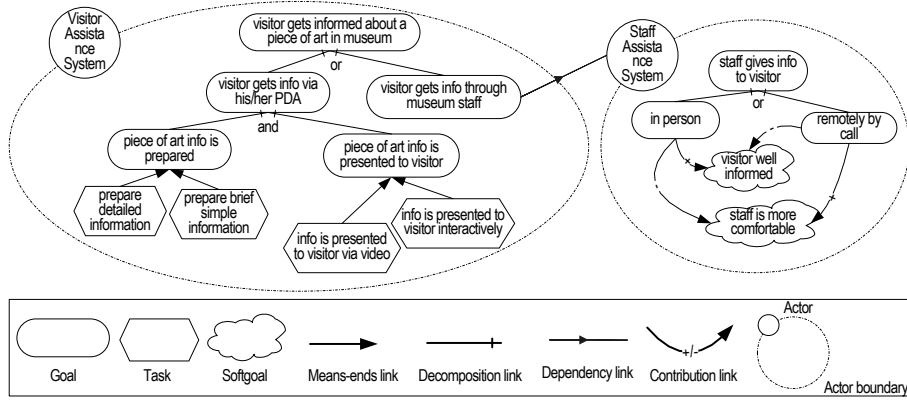 Visitor
Assista
nce
System
visitor gets informed about a
piece of art in museum
or
visitor gets info via
his/her PDA
visitor gets info through
museum staff
and
piece of art info is
prepared
piece of art info is
presented to visitor
prepare
detailed
information
prepare brief
simple
information
info is presented
to visitor via video
info is presented to
visitor interactively
Staff
Assista
nce
System
staff gives info
to visitor
or
in person
remotely by
call
+
-
visitor well
informed
-
+
staff is more
comfortable
Goal
Task
Softgoal
Means-ends link
Decomposition link
Dependency link
+/-
Contribution link
Actor
Actor boundary